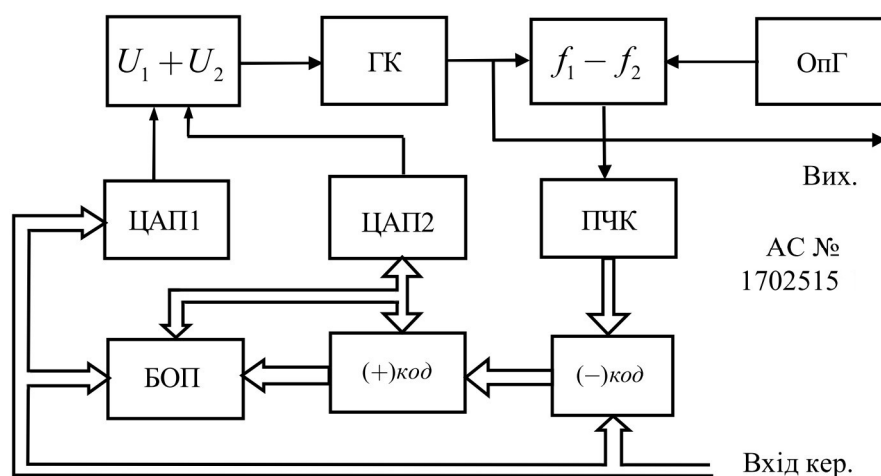 U₁ + U₂
ГК
f₁ − f₂
ОпГ
Вих.
ЦАП1
ЦАП2
ПЧК
АС №
1702515
БОП
(+)код
(−)код
Вхід кер.